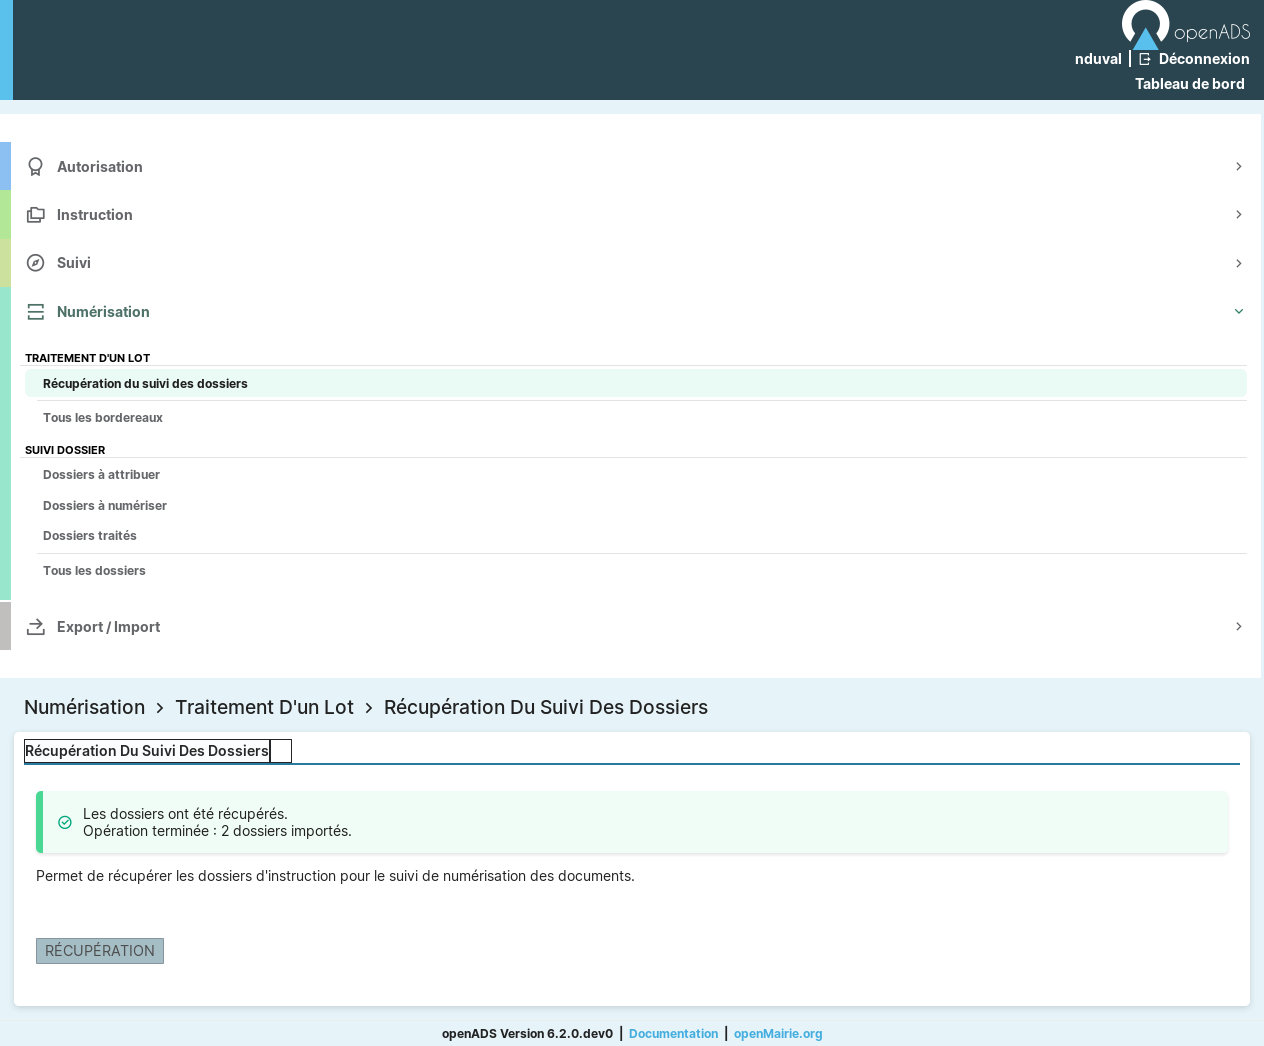 openADS
nduval | Déconnexion
Tableau de bord
Autorisation
Instruction
Suivi
Numérisation
TRAITEMENT D'UN LOT
Récupération du suivi des dossiers
Tous les bordereaux
SUIVI DOSSIER
Dossiers à attribuer
Dossiers à numériser
Dossiers traités
Tous les dossiers
Export / Import
Numérisation > Traitement D'un Lot > Récupération Du Suivi Des Dossiers
Récupération Du Suivi Des Dossiers
Les dossiers ont été récupérés.
Opération terminée : 2 dossiers importés.
Permet de récupérer les dossiers d'instruction pour le suivi de numérisation des documents.
RÉCUPÉRATION
openADS Version 6.2.0.dev0 | Documentation | openMairie.org